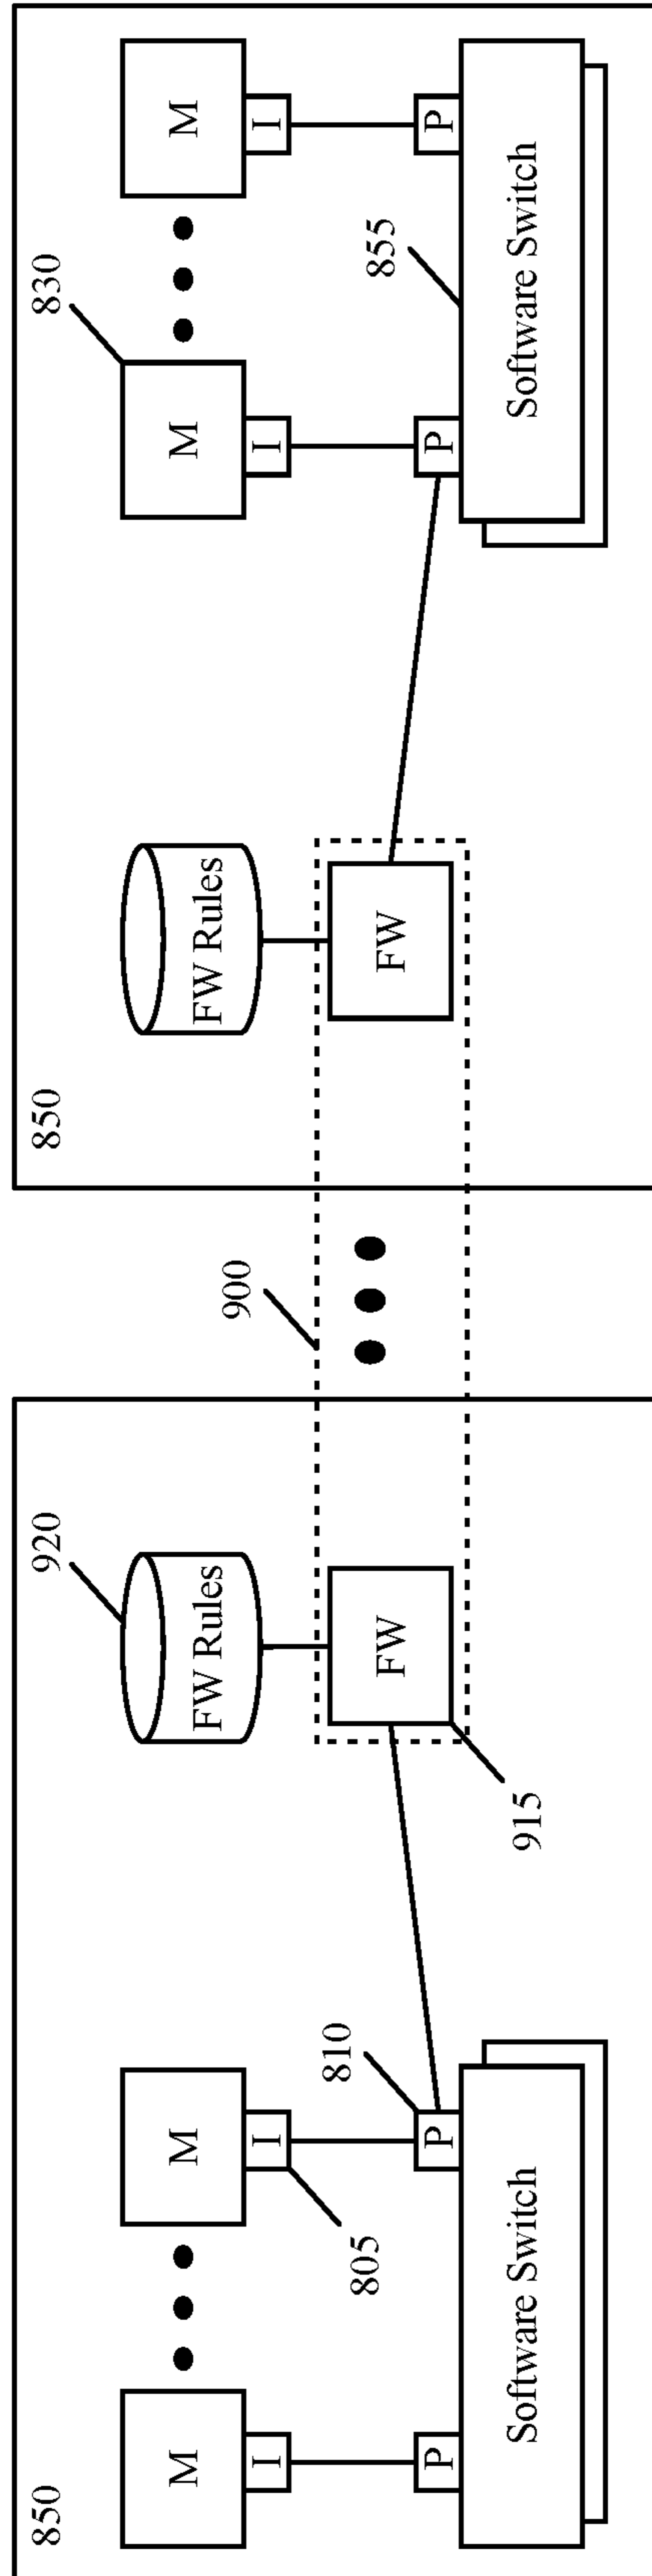 850
M
M
I
I
805
810
P
P
Software Switch
920
FW Rules
FW
915
900
850
FW Rules
FW
830
M
M
I
I
855
P
P
Software Switch